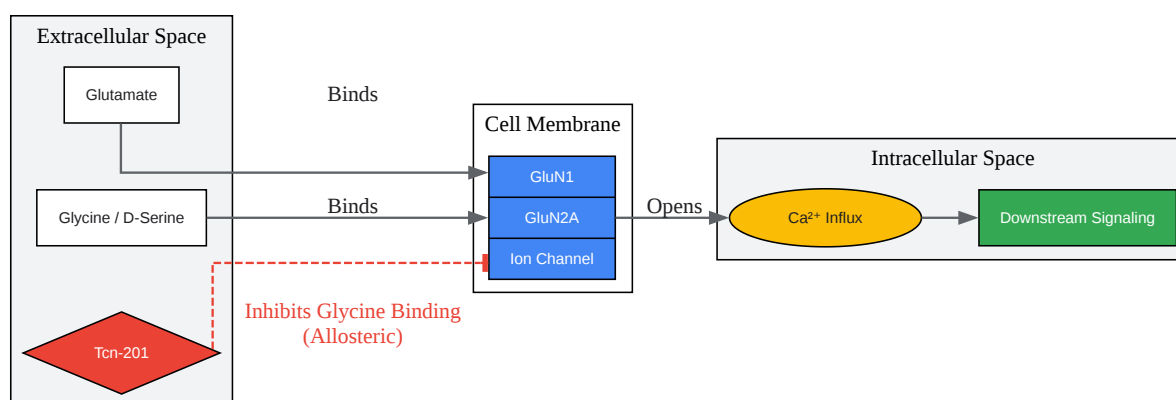 Extracellular Space
Glutamate
Binds
Cell Membrane
GluN1
Intracellular Space
Glycine / D-Serine
Binds
GluN2A
Opens
Ca²⁺ Influx
Downstream Signaling
Ion Channel
Inhibits Glycine Binding
(Allosteric)
Tcn-201